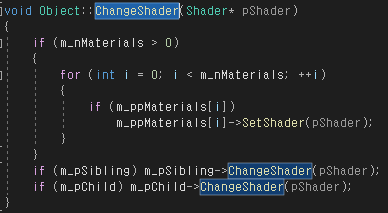 void Object::ChangeShader(Shader* pShader)
{
    if (m_nMaterials > 0)
    {
        for (int i = 0; i < m_nMaterials; ++i)
        {
            if (m_ppMaterials[i])
                m_ppMaterials[i]->SetShader(pShader);
        }
    }
    if (m_pSibling) m_pSibling->ChangeShader(pShader);
    if (m_pChild) m_pChild->ChangeShader(pShader);
}